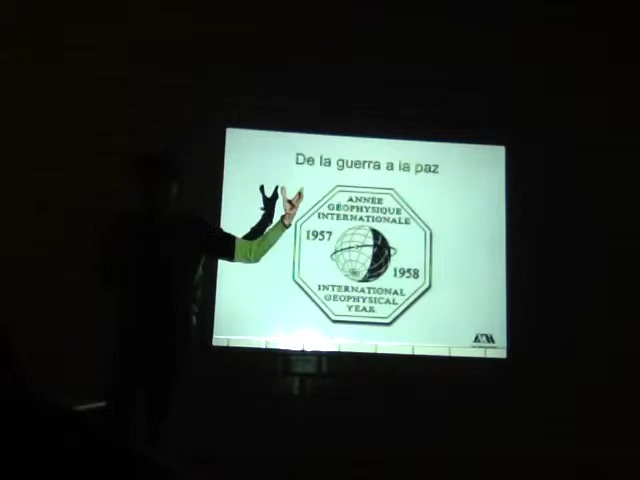 De la guerra a la paz
ANNÉE
GÉOPHYSIQUE
INTERNATIONALE
1957
1958
INTERNATIONAL
GEOPHYSICAL
YEAR